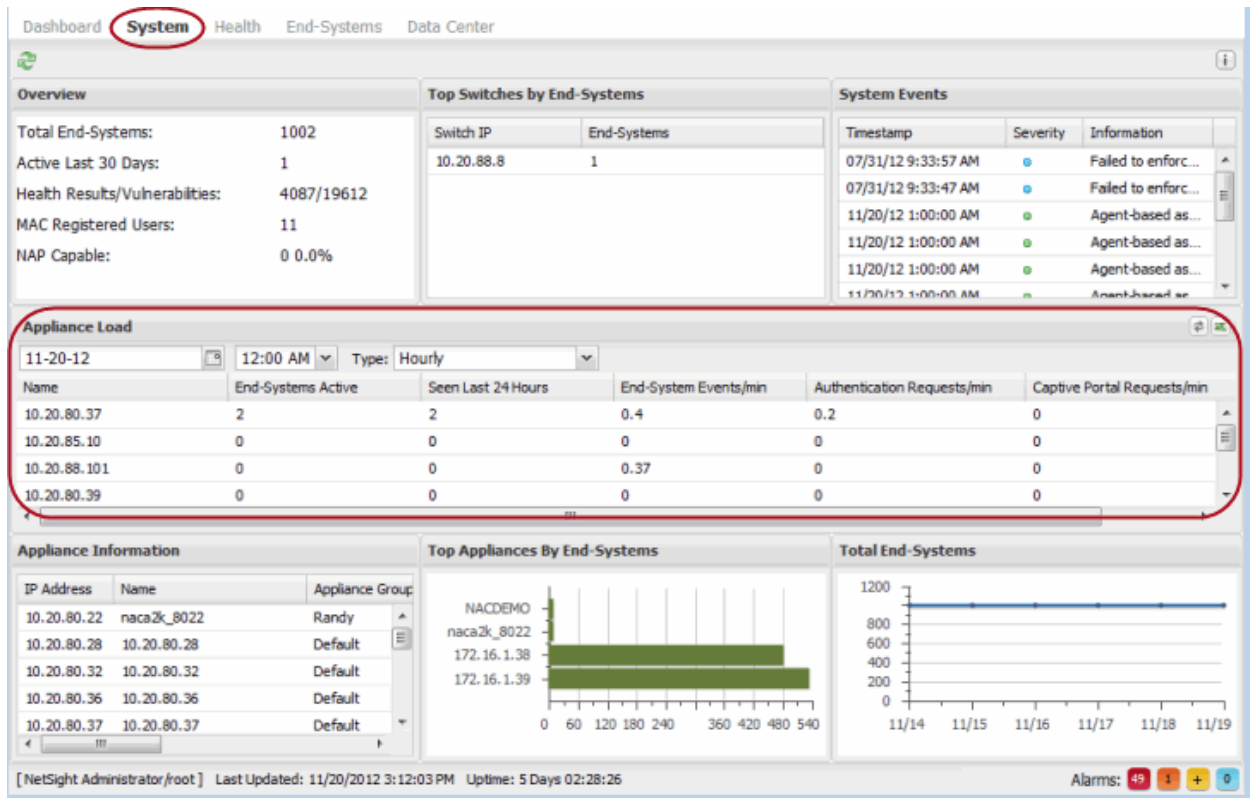 Dashboard System Health End-Systems Data Center
Overview
Total End-Systems: 1002
Active Last 30 Days: 1
Health Results/Vulnerabilities: 4087/19612
MAC Registered Users: 11
NAP Capable: 0 0.0%
Top Switches by End-Systems
Switch IP End-Systems
10.20.88.8 1
System Events
Timestamp Severity Information
07/31/12 9:33:57 AM Failed to enforc...
07/31/12 9:33:47 AM Failed to enforc...
11/20/12 1:00:00 AM Agent-based as...
11/20/12 1:00:00 AM Agent-based as...
11/20/12 1:00:00 AM Agent-based as...
11/20/12 1:00:00 AM Agent-based as...
Appliance Load
11-20-12 12:00 AM Type: Hourly
Name End-Systems Active Seen Last 24 Hours End-System Events/min Authentication Requests/min Captive Portal Requests/min
10.20.80.37 2 2 0.4 0.2 0
10.20.85.10 0 0 0 0 0
10.20.88.101 0 0 0.37 0 0
10.20.80.39 0 0 0 0 0
Appliance Information
IP Address Name Appliance Group
10.20.80.22 naca2k_8022 Randy
10.20.80.28 10.20.80.28 Default
10.20.80.32 10.20.80.32 Default
10.20.80.36 10.20.80.36 Default
10.20.80.37 10.20.80.37 Default
Top Appliances By End-Systems
NACDEMO
naca2k_8022
172.16.1.38
172.16.1.39
0 60 120 180 240 360 420 480 540
Total End-Systems
1200
800
600
400
200
0
11/14 11/15 11/16 11/17 11/18 11/19
[ NetSight Administrator/root ] Last Updated: 11/20/2012 3:12:03 PM Uptime: 5 Days 02:28:26
Alarms: 49 1 + 0